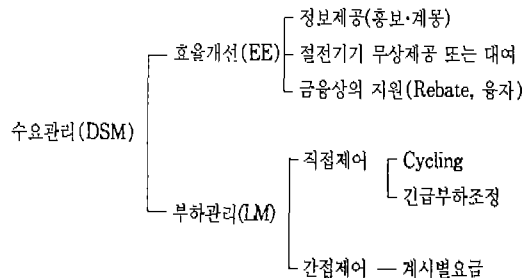 정보제공(홍보·계몽)
효율개선(EE)
절전기기 무상제공 또는 대여
금융상의 지원(Rebate, 융자)
수요관리(DSM)
직접제어
Cycling
긴급부하조정
부하관리(LM)
간접제어
계시별요금